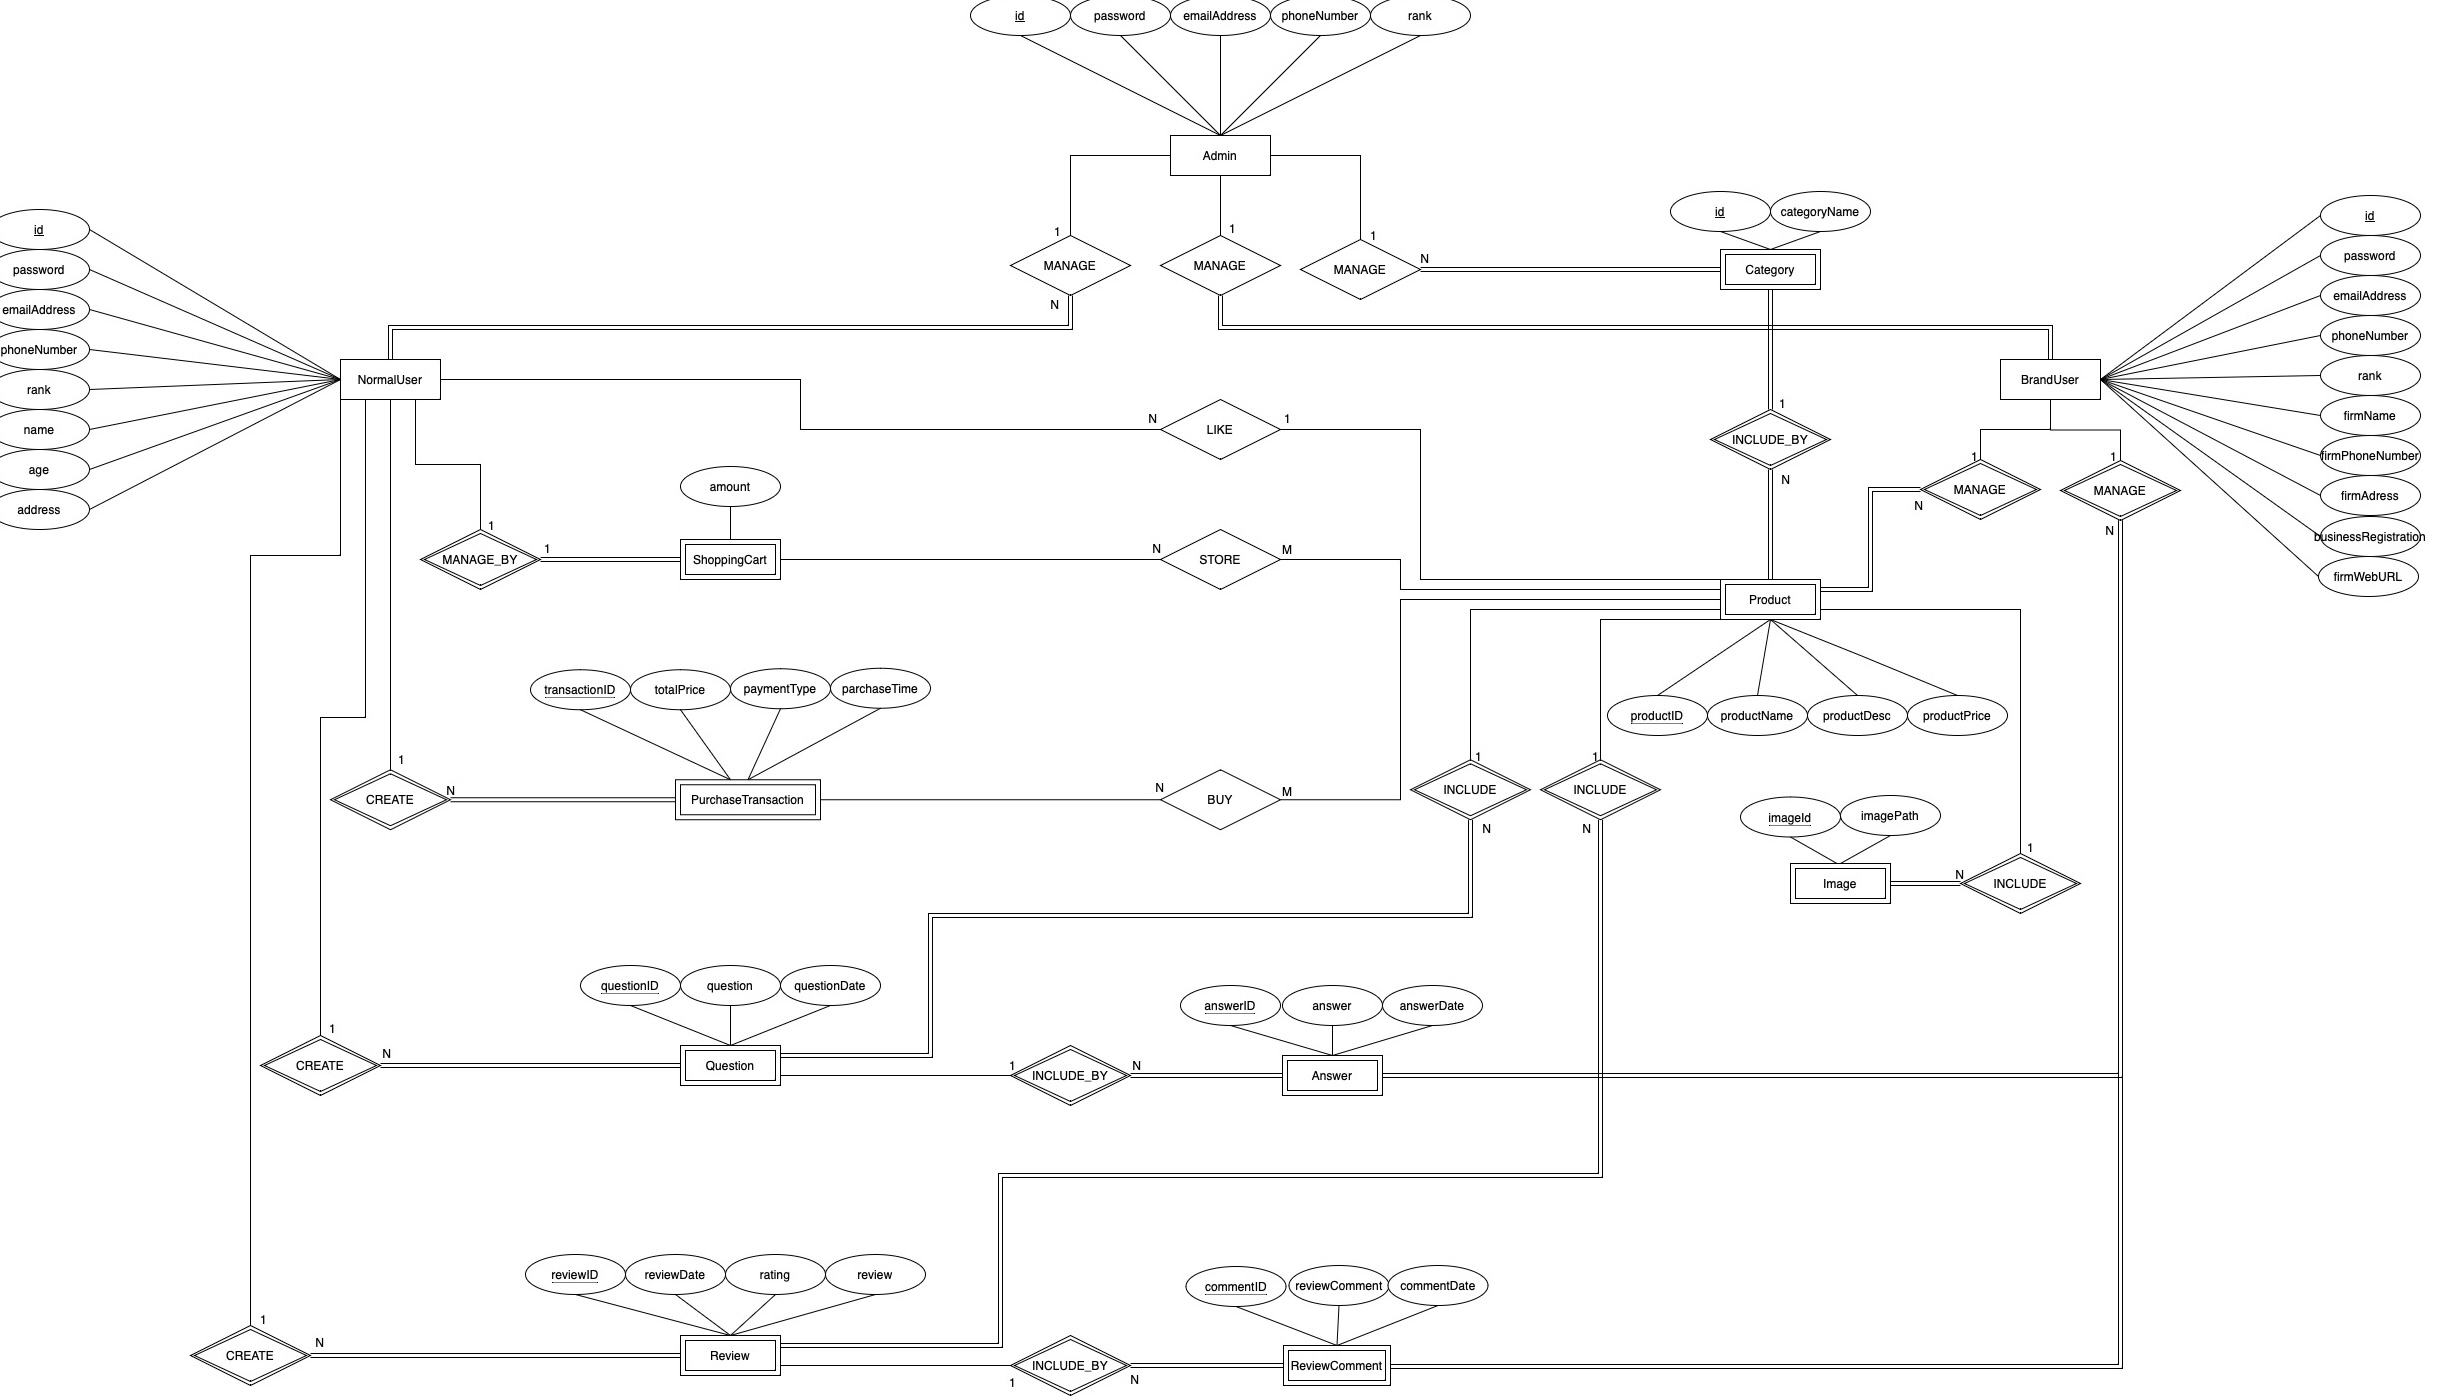 id
password
emailAddress
phoneNumber
rank
Admin
id
categoryName
id
password
emailAddress
phoneNumber
rank
name
age
address
id
password
emailAddress
phoneNumber
rank
firmName
firmPhoneNumber
firmAdress
businessRegistration
firmWebURL
1
MANAGE
N
1
MANAGE
1
MANAGE
N
Category
NormalUser
BrandUser
N
LIKE
1
1
INCLUDE_BY
N
1
MANAGE
N
1
MANAGE
N
amount
1
MANAGE_BY
1
ShoppingCart
N
STORE
M
Product
transactionID
totalPrice
paymentType
parchaseTime
productID
productName
productDesc
productPrice
1
CREATE
N
PurchaseTransaction
N
BUY
M
1
INCLUDE
N
1
INCLUDE
N
imageId
imagePath
Image
N
1
INCLUDE
questionID
question
questionDate
answerID
answer
answerDate
1
CREATE
N
Question
1
INCLUDE_BY
N
Answer
reviewID
reviewDate
rating
review
commentID
reviewComment
commentDate
1
CREATE
N
Review
1
INCLUDE_BY
N
ReviewComment